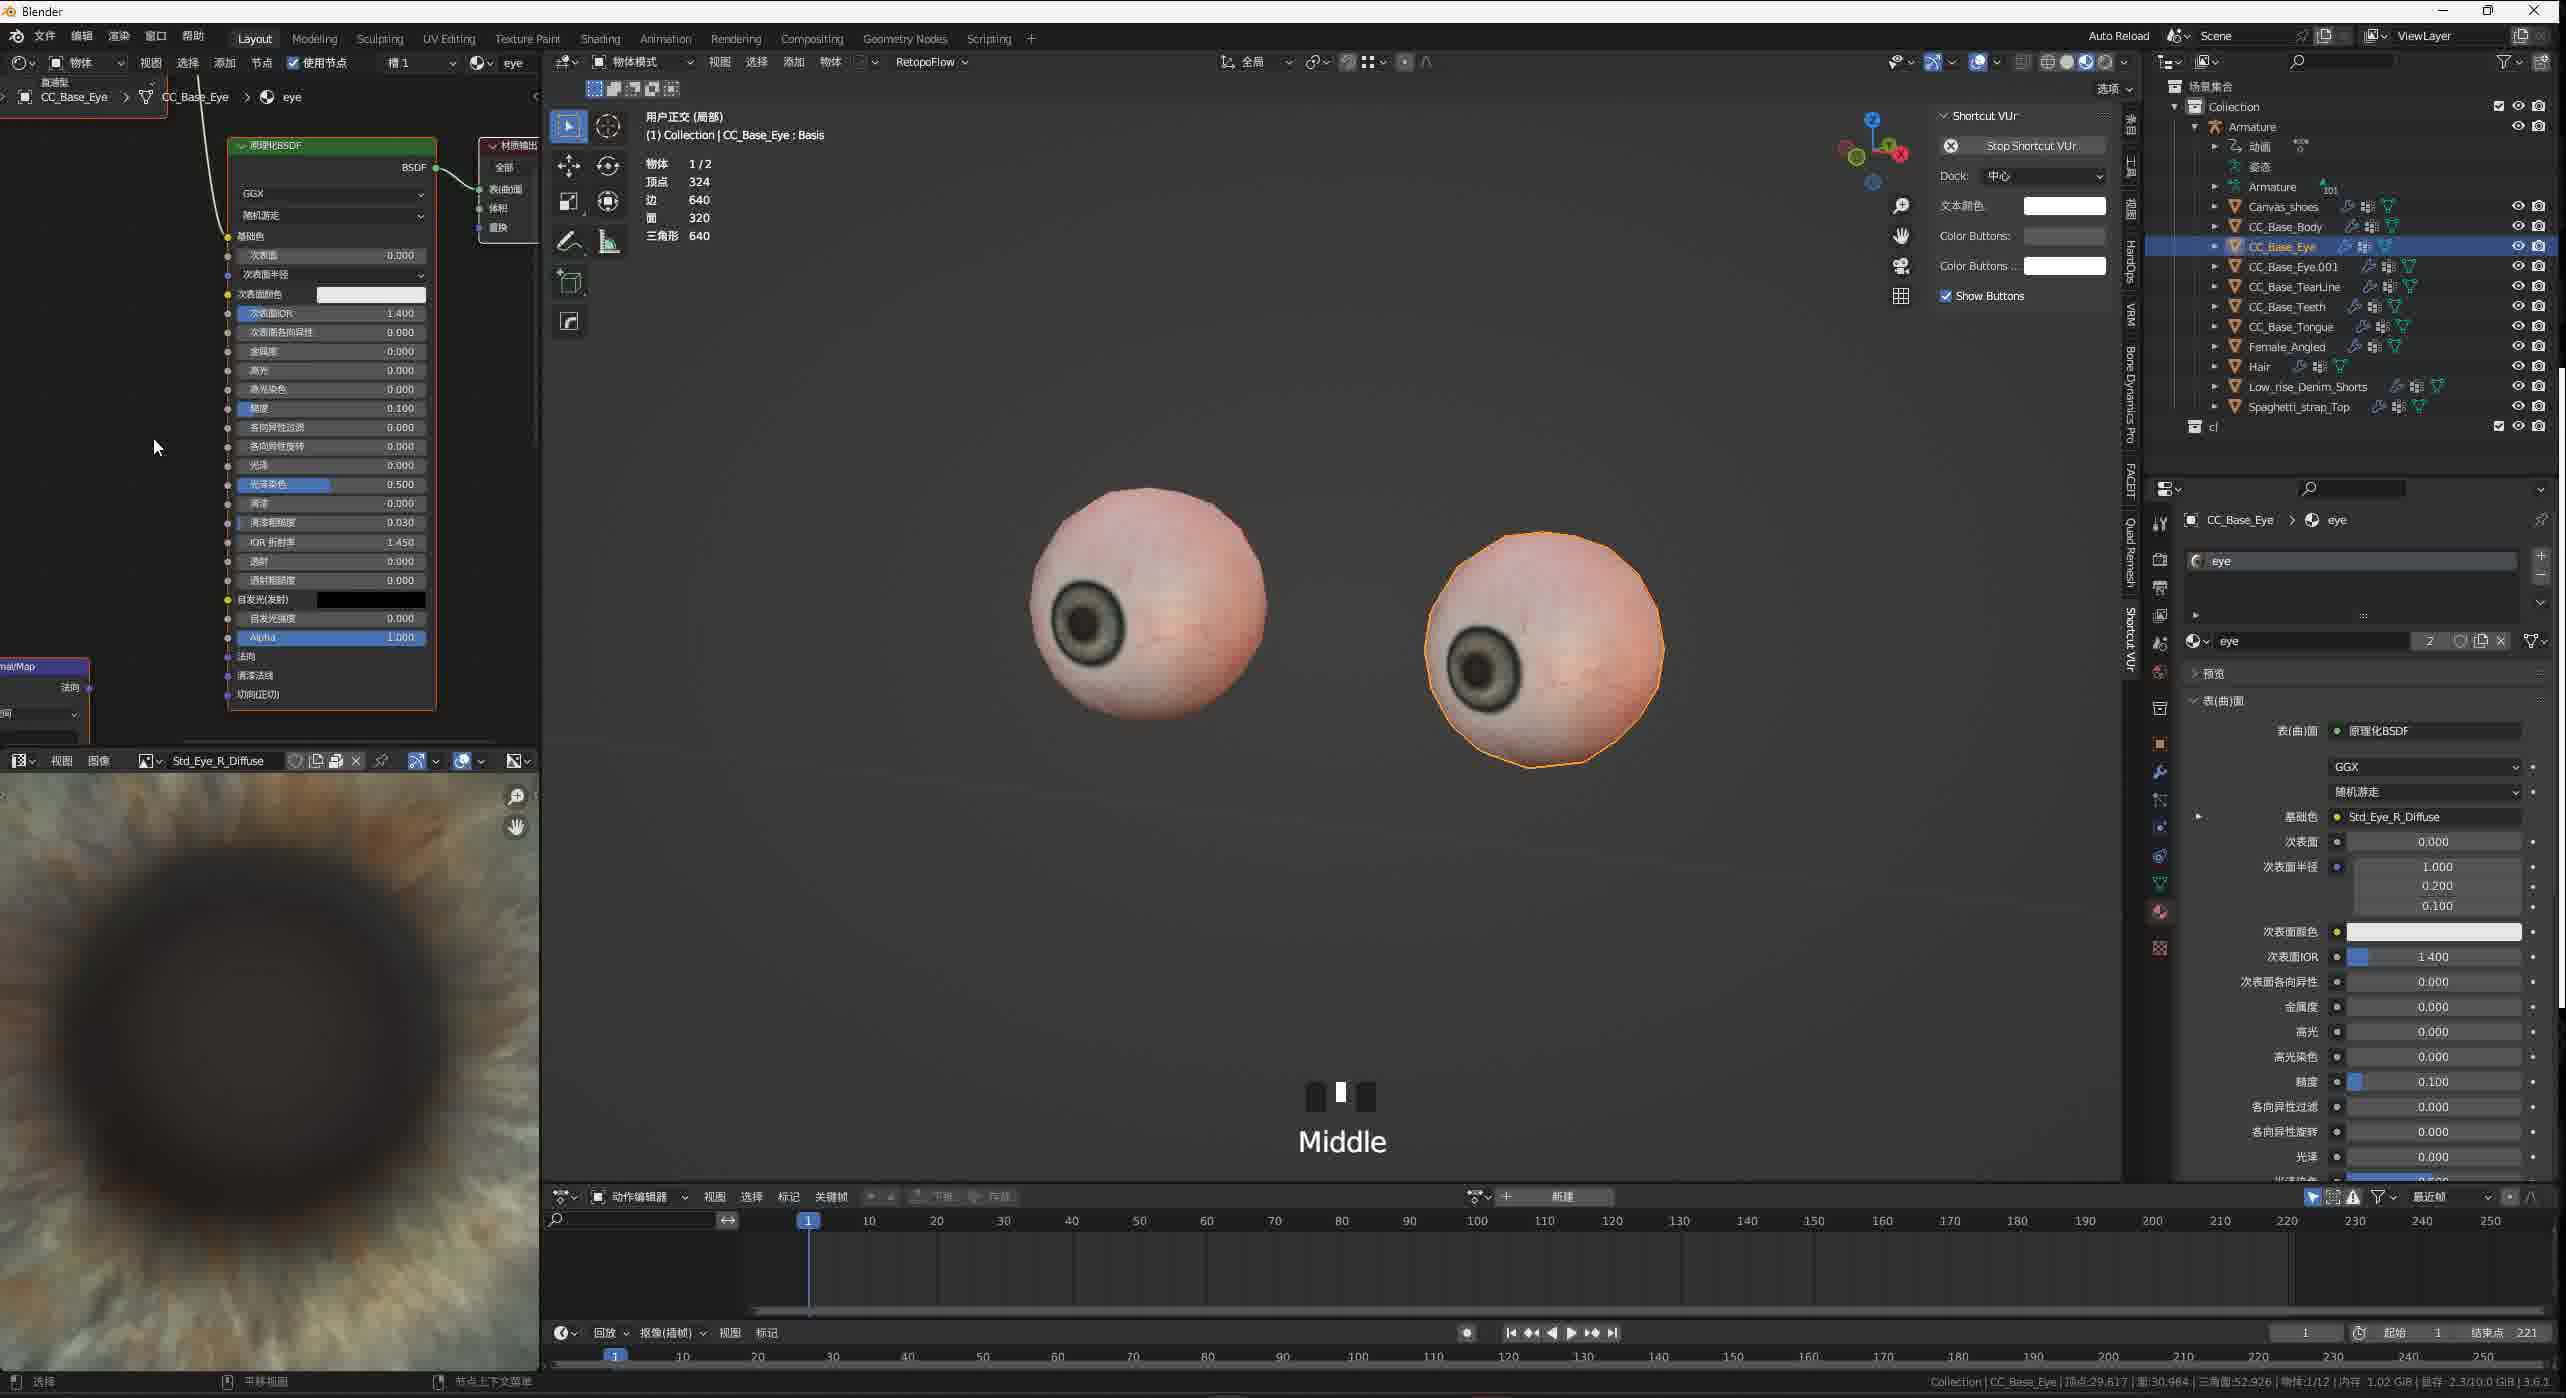 Blender
文件 编辑 渲染 窗口 帮助 Layout Modeling Sculpting UV Editing Texture Paint Shading Animation Rendering Compositing Geometry Nodes Scripting + Auto Reload Scene ViewLayer
物体 视图 选择 添加 节点 使用节点 槽 1 eye
物体模式 视图 选择 添加 物体 RetopoFlow 全局
选项
CC_Base_Eye > CC_Base_Eye > eye
原理化BSDF
BSDF
GGX
随机游走
基础色
次表面 0.000
次表面半径
次表面颜色
次表面IOR 1.400
次表面各向异性 0.000
金属度 0.000
高光 0.000
高光染色 0.000
糙度 0.100
各向异性过滤 0.000
各向异性旋转 0.000
光泽 0.000
光泽染色 0.500
清漆 0.000
清漆粗糙度 0.030
IOR 折射率 1.450
透射 0.000
透射粗糙度 0.000
自发光(发射)
自发光强度 0.000
Alpha 1.000
法向
清漆法线
切向(正切)
材质输出
全部
表(曲)面
体积
置换
mal/Map
法向
用户正交 (局部)
(1) Collection | CC_Base_Eye : Basis
物体 1 / 2
顶点 324
边 640
面 320
三角形 640
Shortcut VUr
Stop Shortcut VUr
Dock: 中心
文本颜色
Color Buttons:
Color Buttons ...
Show Buttons
条目
工具
视图
HardOps
VRM
Bone Dynamics Pro
FACEIT
Quad Remesh
Shortcut VUr
Middle
场景集合
Collection
Armature
动画
姿态
Armature 101
Canvas_shoes
CC_Base_Body
CC_Base_Eye
CC_Base_Eye.001
CC_Base_TearLine
CC_Base_Teeth
CC_Base_Tongue
Female_Angled
Hair
Low_rise_Denim_Shorts
Spaghetti_strap_Top
cl
CC_Base_Eye > eye
eye
eye 2
预览
表(曲)面
表(曲)面 原理化BSDF
GGX
随机游走
基础色 Std_Eye_R_Diffuse
次表面 0.000
次表面半径 1.000
0.200
0.100
次表面颜色
次表面IOR 1.400
次表面各向异性 0.000
金属度 0.000
高光 0.000
高光染色 0.000
糙度 0.100
各向异性过滤 0.000
各向异性旋转 0.000
光泽 0.000
视图 图像 Std_Eye_R_Diffuse
动作编辑器 视图 选择 标记 关键帧 下推 存放 + 新建 最近帧
1 10 20 30 40 50 60 70 80 90 100 110 120 130 140 150 160 170 180 190 200 210 220 230 240 250
回放 抠像(插帧) 视图 标记 1 起始 1 结束点 221
1 10 20 30 40 50 60 70 80 90 100 110 120 130 140 150 160 170 180 190 200 210 220 230 240 250
选择 平移视图 节点上下文菜单 Collection | CC_Base_Eye | 顶点:29,617 | 面:30,964 | 三角面:52,926 | 物体:1/12 | 内存: 1.02 GiB | 显存: 2.3/10.0 GiB | 3.6.1